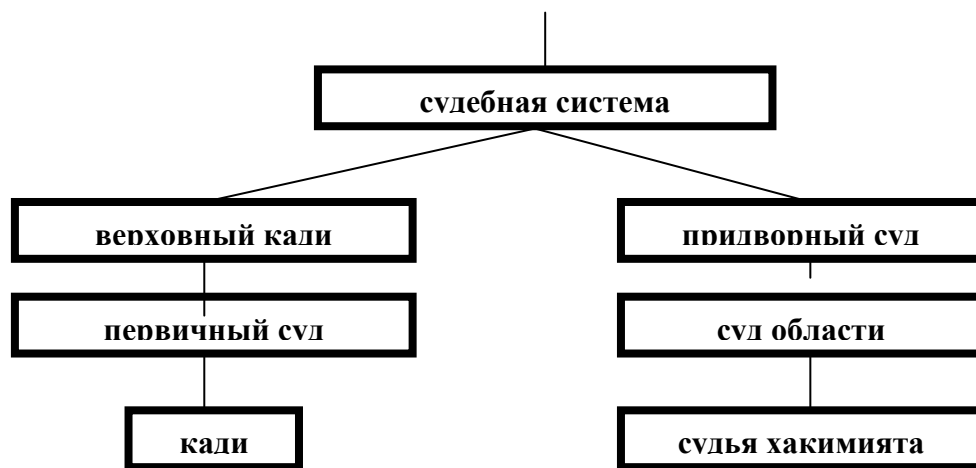 судебная система
верховный кади
придворный суд
первичный суд
суд области
кади
судья хакимията